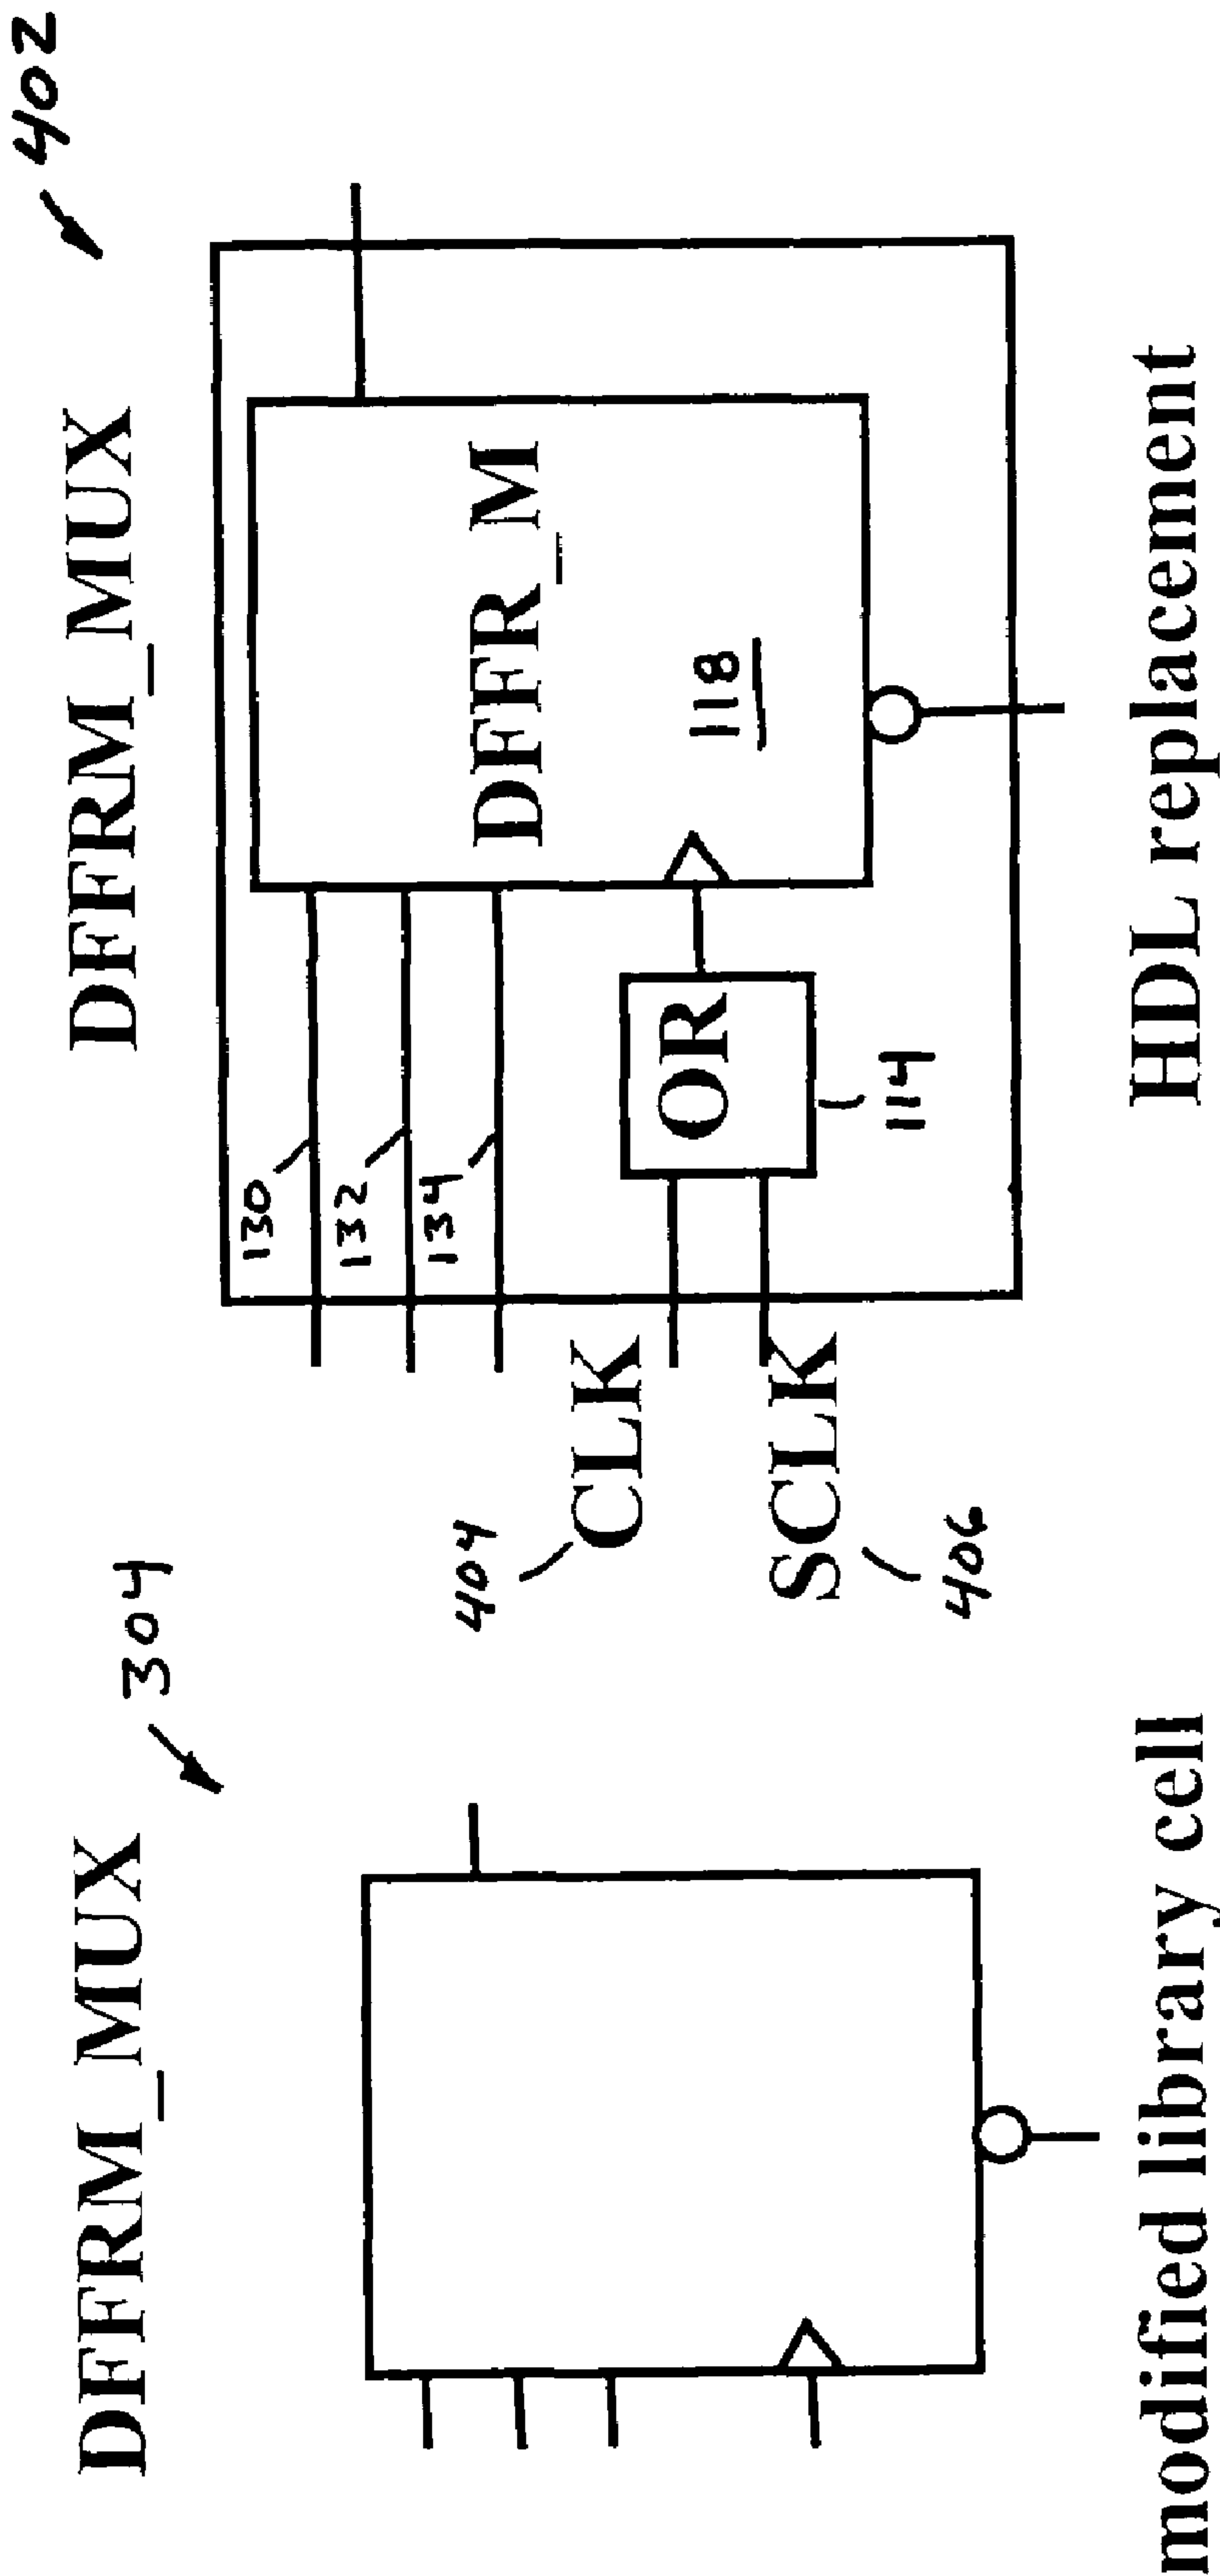 DFFRM_MUX
304
modified library cell
402
DFFRM_MUX
130
132
134
DFFR_M
118
OR
114
404
CLK
SCLK
406
HDL replacement